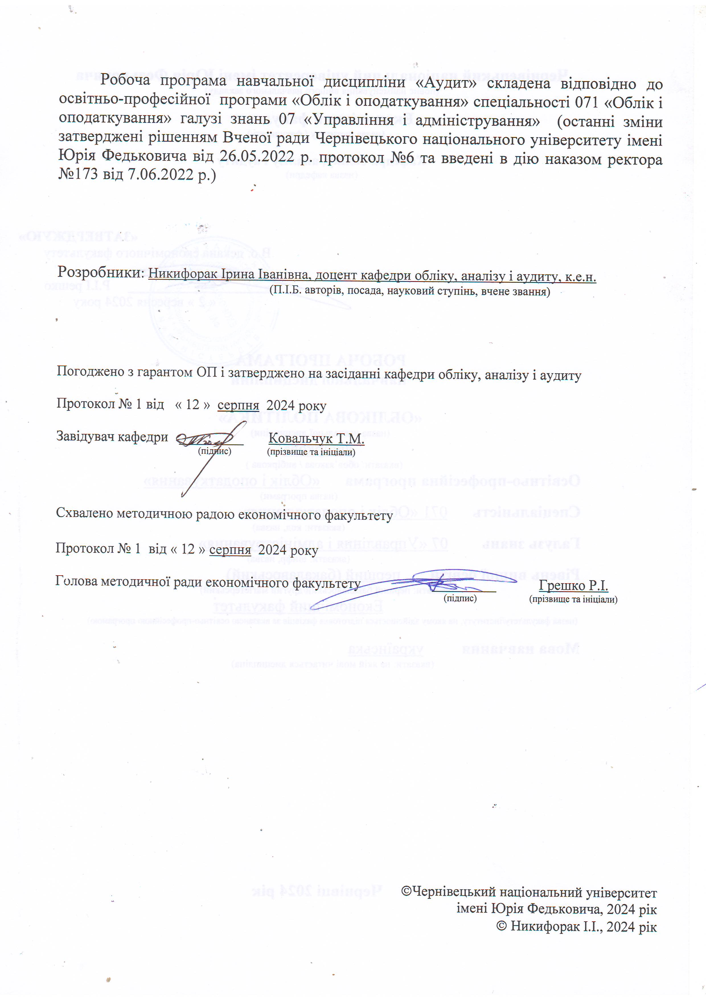 Робоча програма навчальної дисципліни «Аудит» складена відповідно до
освітньо-професійної програми «Облік і оподаткування» спеціальності 071 «Облік і
оподаткування» галузі знань 07 «Управління і адміністрування» (останні зміни
затверджені рішенням Вченої ради Чернівецького національного університету імені
Юрія Федьковича від 26.05.2022 р. протокол №6 та введені в дію наказом ректора
№173 від 7.06.2022 р.)
Розробники: Никифорак Ірина Іванівна, доцент кафедри обліку, аналізу і аудиту, к.е.н.
(П.І.Б. авторів, посада, науковий ступінь, вчене звання)
Погоджено з гарантом ОП і затверджено на засіданні кафедри обліку, аналізу і аудиту
Протокол № 1 від « 12 » серпня 2024 року
Завідувач кафедри Ковальчук Т.М.
(підпис) (прізвище та ініціали)
Схвалено методичною радою економічного факультету
Протокол № 1 від « 12 » серпня 2024 року
Голова методичної ради економічного факультету Грешко Р.І.
(підпис) (прізвище та ініціали)
©Чернівецький національний університет
імені Юрія Федьковича, 2024 рік
© Никифорак І.І., 2024 рік